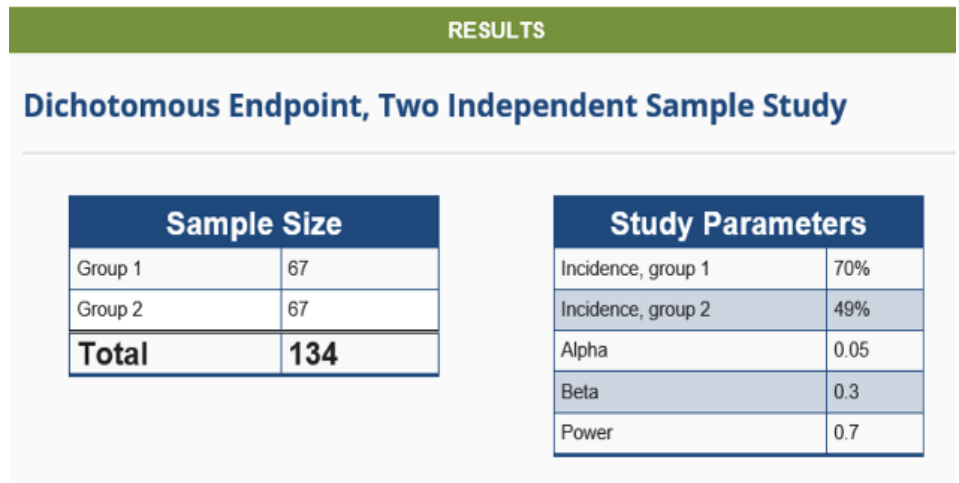 RESULTS
Dichotomous Endpoint, Two Independent Sample Study
Sample Size
Group 1 67
Group 2 67
Total 134
Study Parameters
Incidence, group 1 70%
Incidence, group 2 49%
Alpha 0.05
Beta 0.3
Power 0.7